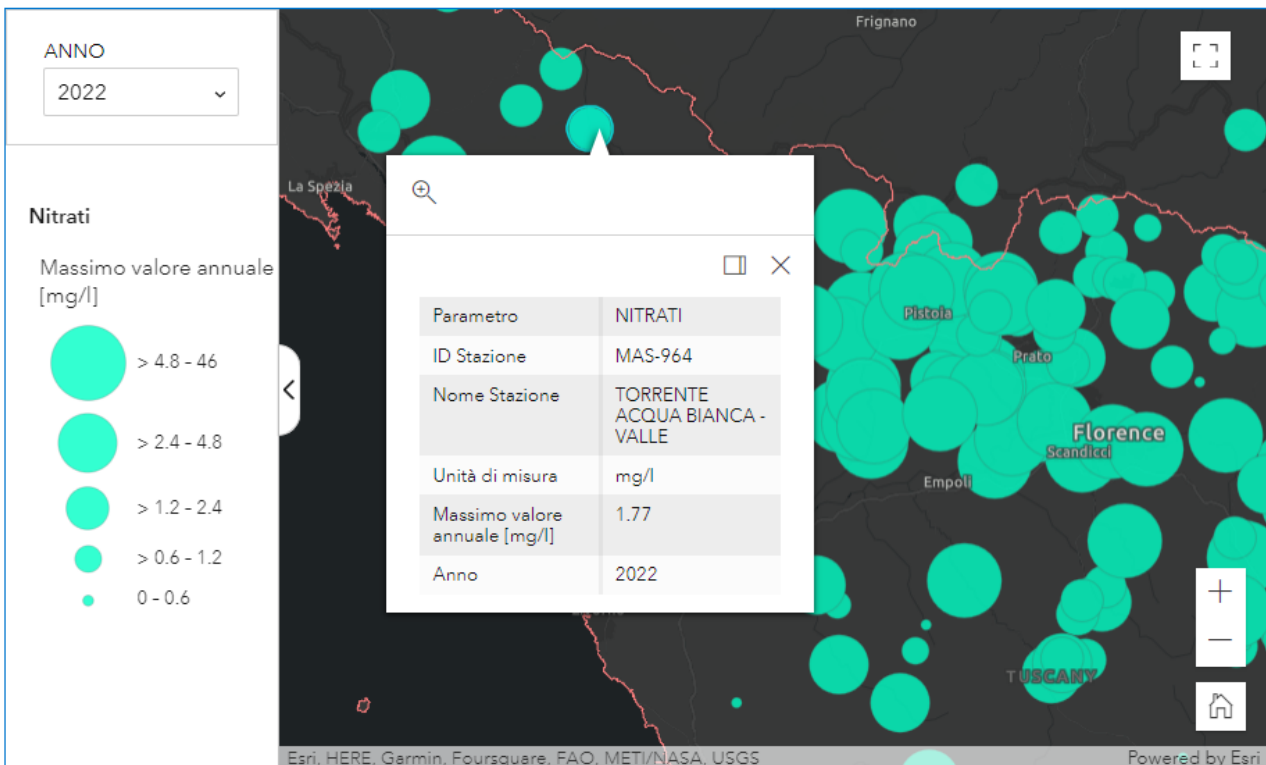 ANNO
2022
Nitrati
Massimo valore annuale
[mg/l]
> 4.8 – 46
> 2.4 – 4.8
> 1.2 – 2.4
> 0.6 – 1.2
0 – 0.6
Frignano
La Spezia
Parametro NITRATI
ID Stazione MAS-964
Nome Stazione TORRENTE
ACQUA BIANCA -
VALLE
Unità di misura mg/l
Massimo valore 1.77
annuale [mg/l]
Anno 2022
Pistoia
Prato
Florence
Scandicci
Empoli
TUSCANY
Esri, HERE, Garmin, Foursquare, FAO, METI/NASA, USGS
Powered by Esri